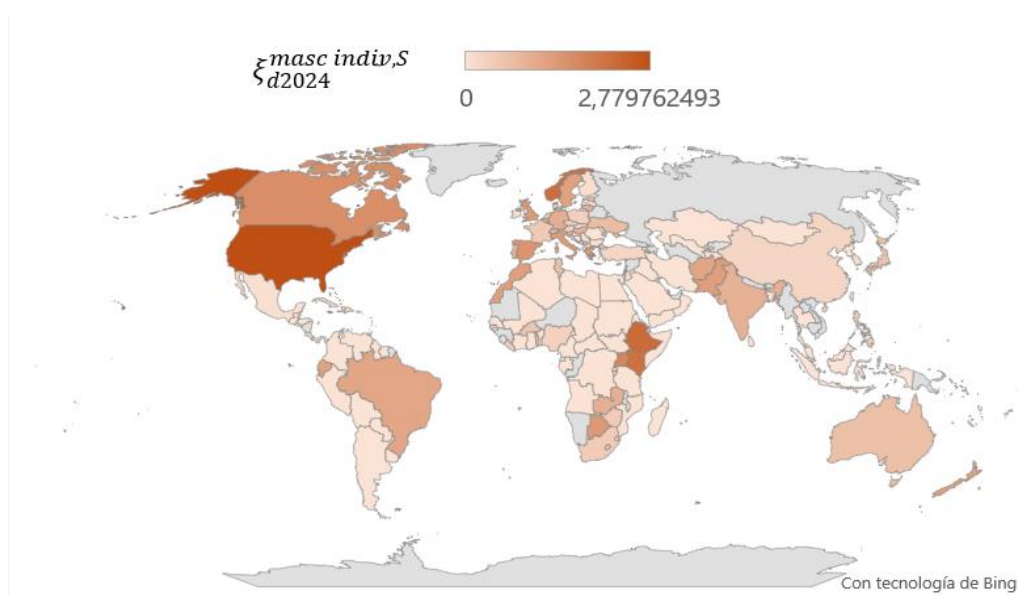 ξ^{masc indiv,S}_{d2024}
0 2,779762493
Con tecnología de Bing